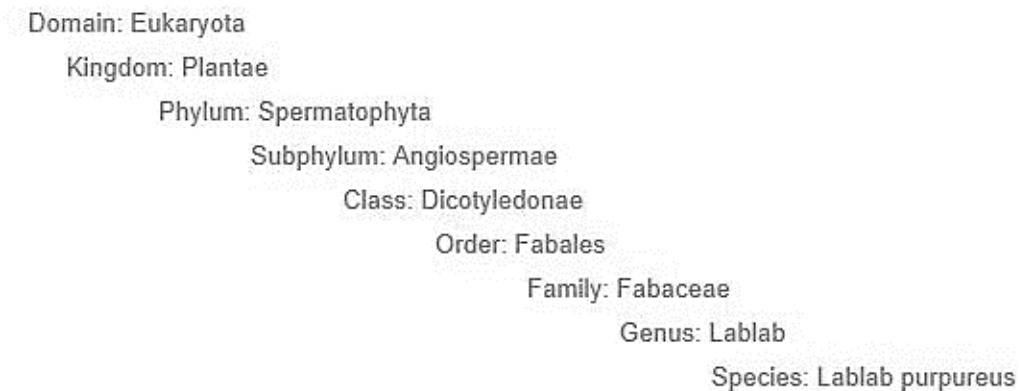 Domain: Eukaryota
Kingdom: Plantae
Phylum: Spermatophyta
Subphylum: Angiospermae
Class: Dicotyledonae
Order: Fabales
Family: Fabaceae
Genus: Lablab
Species: Lablab purpureus